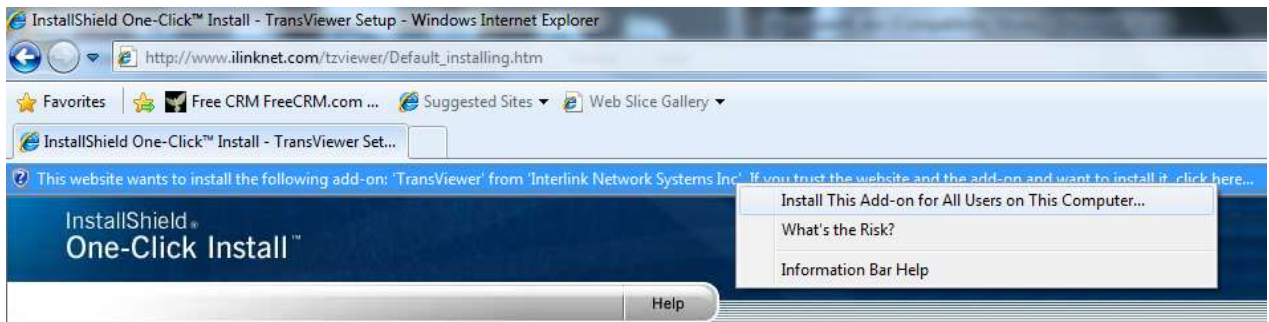 InstallShield One-Click™ Install - TransViewer Setup - Windows Internet Explorer
http://www.ilinknet.com/tzviewer/Default_installing.htm
Favorites Free CRM FreeCRM.com ... Suggested Sites Web Slice Gallery
InstallShield One-Click™ Install - TransViewer Set...
This website wants to install the following add-on: 'TransViewer' from 'Interlink Network Systems Inc'. If you trust the website and the add-on and want to install it, click here...
Install This Add-on for All Users on This Computer...
What's the Risk?
Information Bar Help
InstallShield®
One-Click Install™
Help